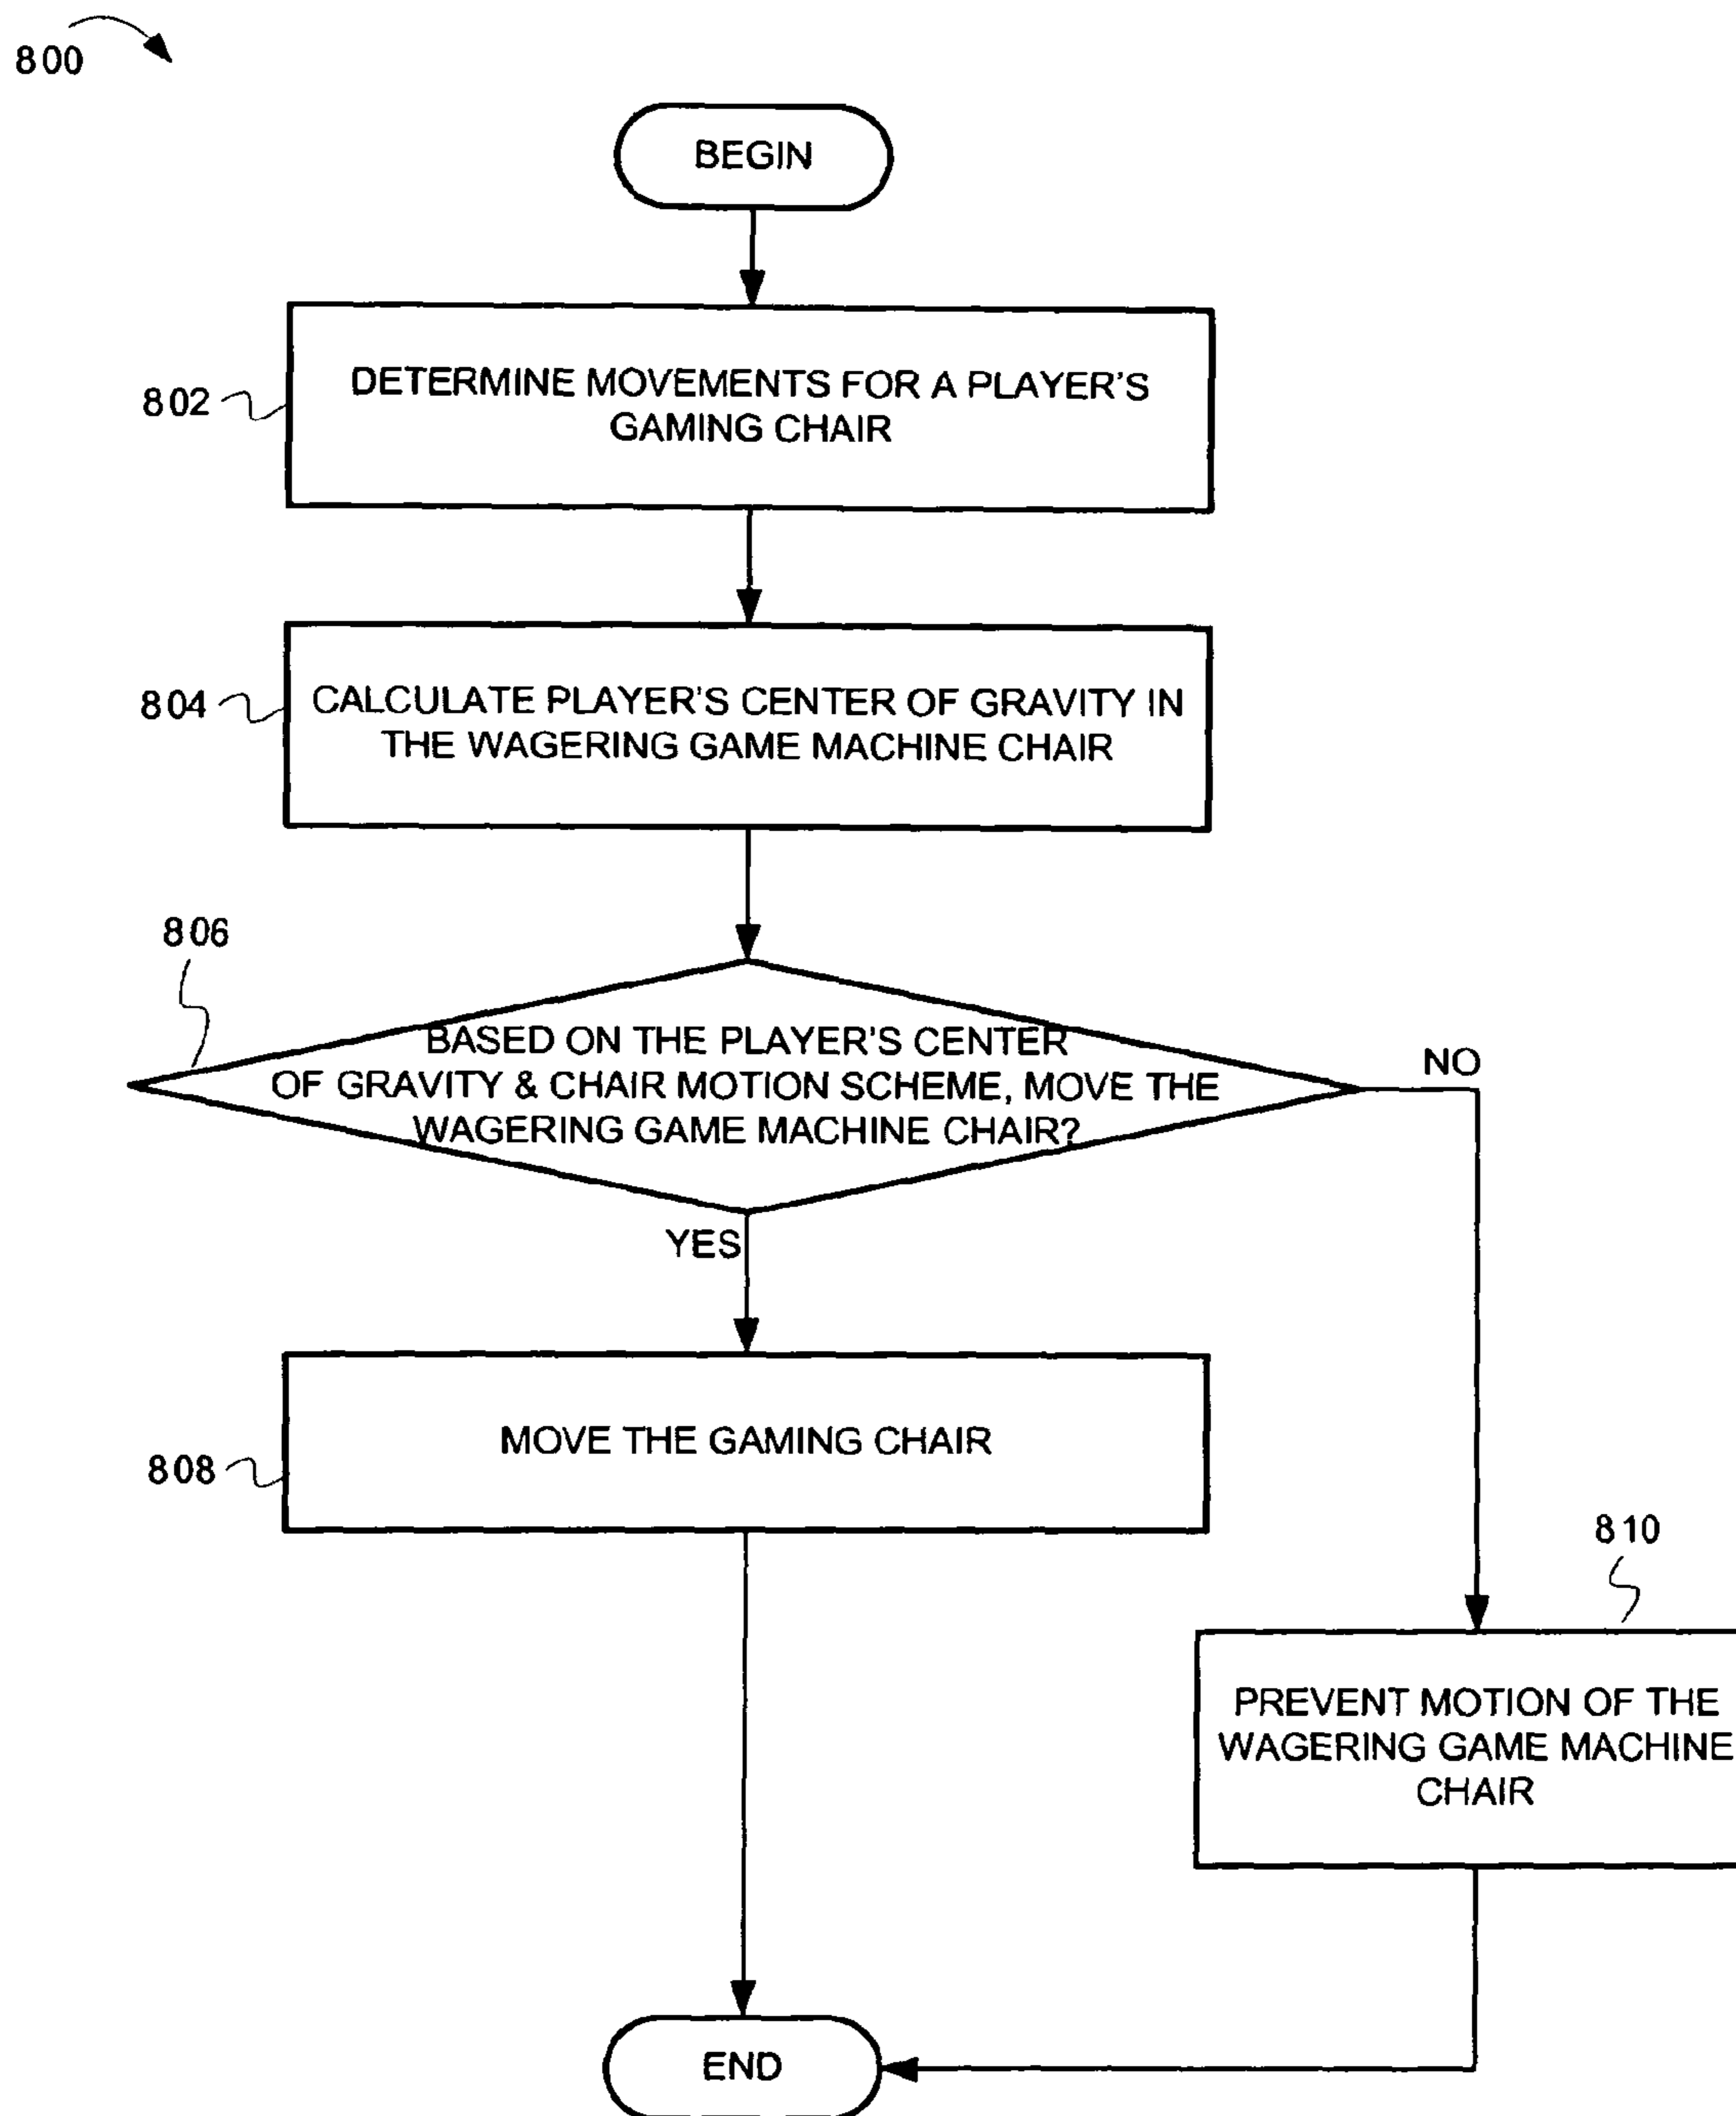 800
BEGIN
802
DETERMINE MOVEMENTS FOR A PLAYER'S
GAMING CHAIR
804
CALCULATE PLAYER'S CENTER OF GRAVITY IN
THE WAGERING GAME MACHINE CHAIR
806
BASED ON THE PLAYER'S CENTER
OF GRAVITY & CHAIR MOTION SCHEME, MOVE THE
WAGERING GAME MACHINE CHAIR?
NO
YES
MOVE THE GAMING CHAIR
808
810
PREVENT MOTION OF THE
WAGERING GAME MACHINE
CHAIR
END